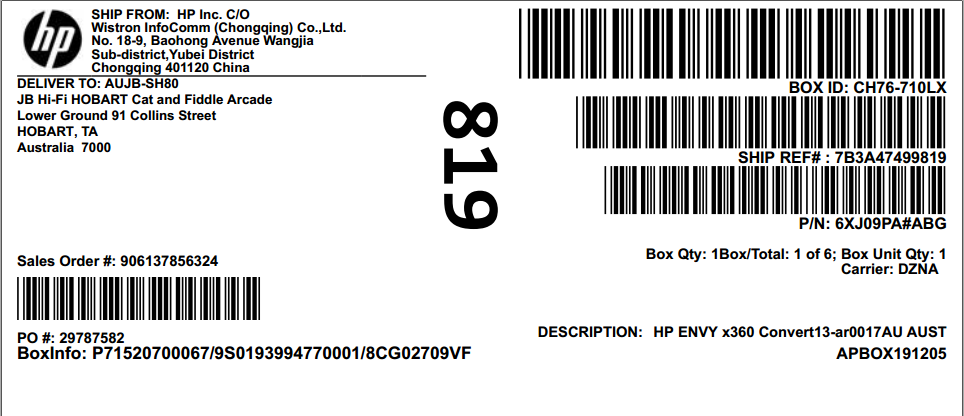 hp
SHIP FROM:  HP Inc. C/O
Wistron InfoComm (Chongqing) Co.,Ltd.
No. 18-9, Baohong Avenue Wangjia
Sub-district,Yubei District
Chongqing 401120 China
DELIVER TO: AUJB-SH80
JB Hi-Fi HOBART Cat and Fiddle Arcade
Lower Ground 91 Collins Street
HOBART, TA
Australia  7000
819
BOX ID: CH76-710LX
SHIP REF# : 7B3A47499819
P/N: 6XJ09PA#ABG
Box Qty: 1Box/Total: 1 of 6; Box Unit Qty: 1
Carrier: DZNA
Sales Order #: 906137856324
PO #: 29787582
BoxInfo: P71520700067/9S0193994770001/8CG02709VF
DESCRIPTION:  HP ENVY x360 Convert13-ar0017AU AUST
APBOX191205